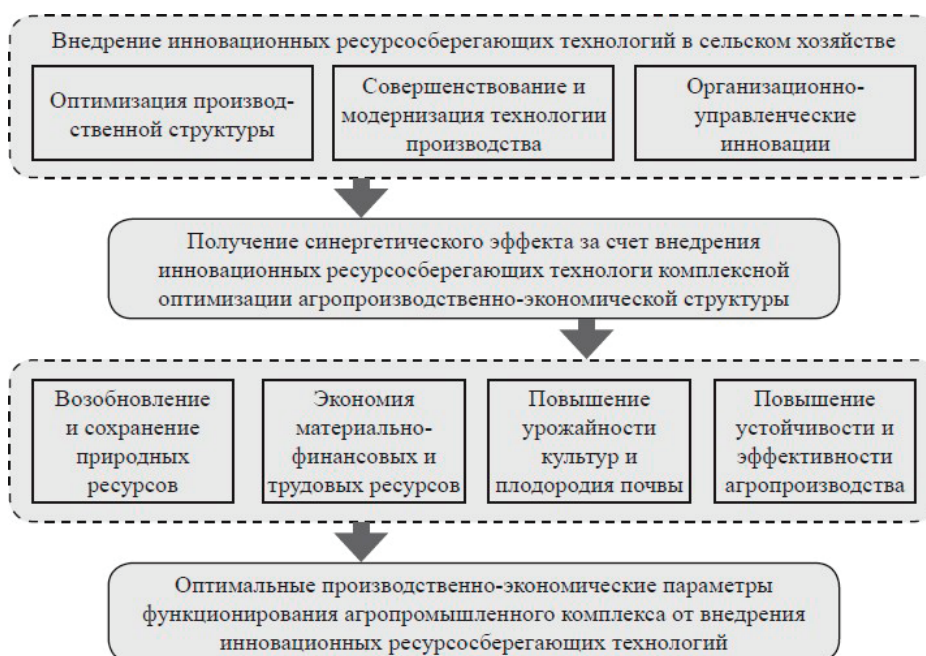 Внедрение инновационных ресурсосберегающих технологий в сельском хозяйстве
Оптимизация производ-
ственной структуры
Совершенствование и
модернизация технологии
производства
Организационно-
управленческие
инновации
Получение синергетического эффекта за счет внедрения
инновационных ресурсосберегающих технологи комплексной
оптимизации агропроизводственно-экономической структуры
Возобновление
и сохранение
природных
ресурсов
Экономия
материально-
финансовых и
трудовых ресурсов
Повышение
урожайности
культур и
плодородия почвы
Повышение
устойчивости и
эффективности
агропроизводства
Оптимальные производственно-экономические параметры
функционирования агропромышленного комплекса от внедрения
инновационных ресурсосберегающих технологий